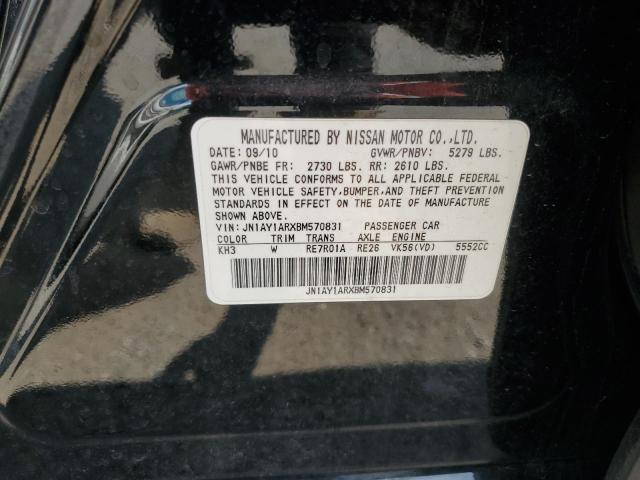 MANUFACTURED BY NISSAN MOTOR CO.,LTD.
DATE: 09/10 GVWR/PNBV: 5279 LBS.
GAWR/PNBE FR: 2730 LBS. RR: 2610 LBS.
THIS VEHICLE CONFORMS TO ALL APPLICABLE FEDERAL
MOTOR VEHICLE SAFETY,BUMPER,AND THEFT PREVENTION
STANDARDS IN EFFECT ON THE DATE OF MANUFACTURE
SHOWN ABOVE.
VIN: JN1AY1ARXBM570831 PASSENGER CAR
COLOR TRIM TRANS AXLE ENGINE
KH3 W RE7R01A RE26 VK56(VD) 5552CC
JN1AY1ARXBM570831